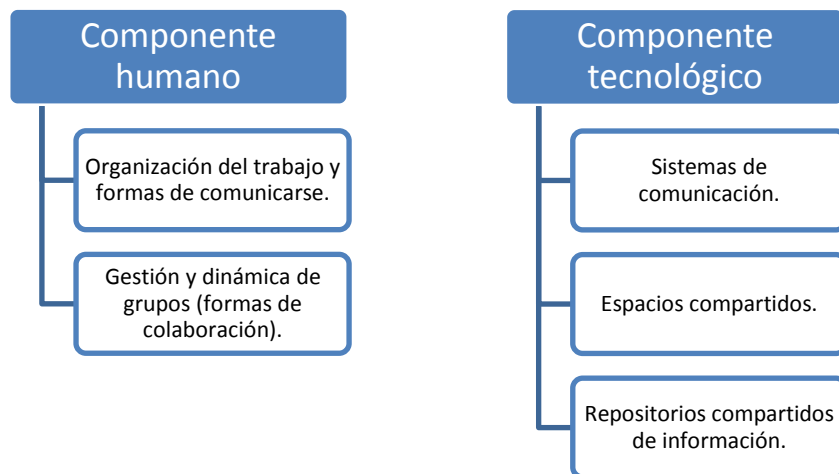 Componente
humano
Organización del trabajo y
formas de comunicarse.
Gestión y dinámica de
grupos (formas de
colaboración).
Componente
tecnológico
Sistemas de
comunicación.
Espacios compartidos.
Repositorios compartidos
de información.